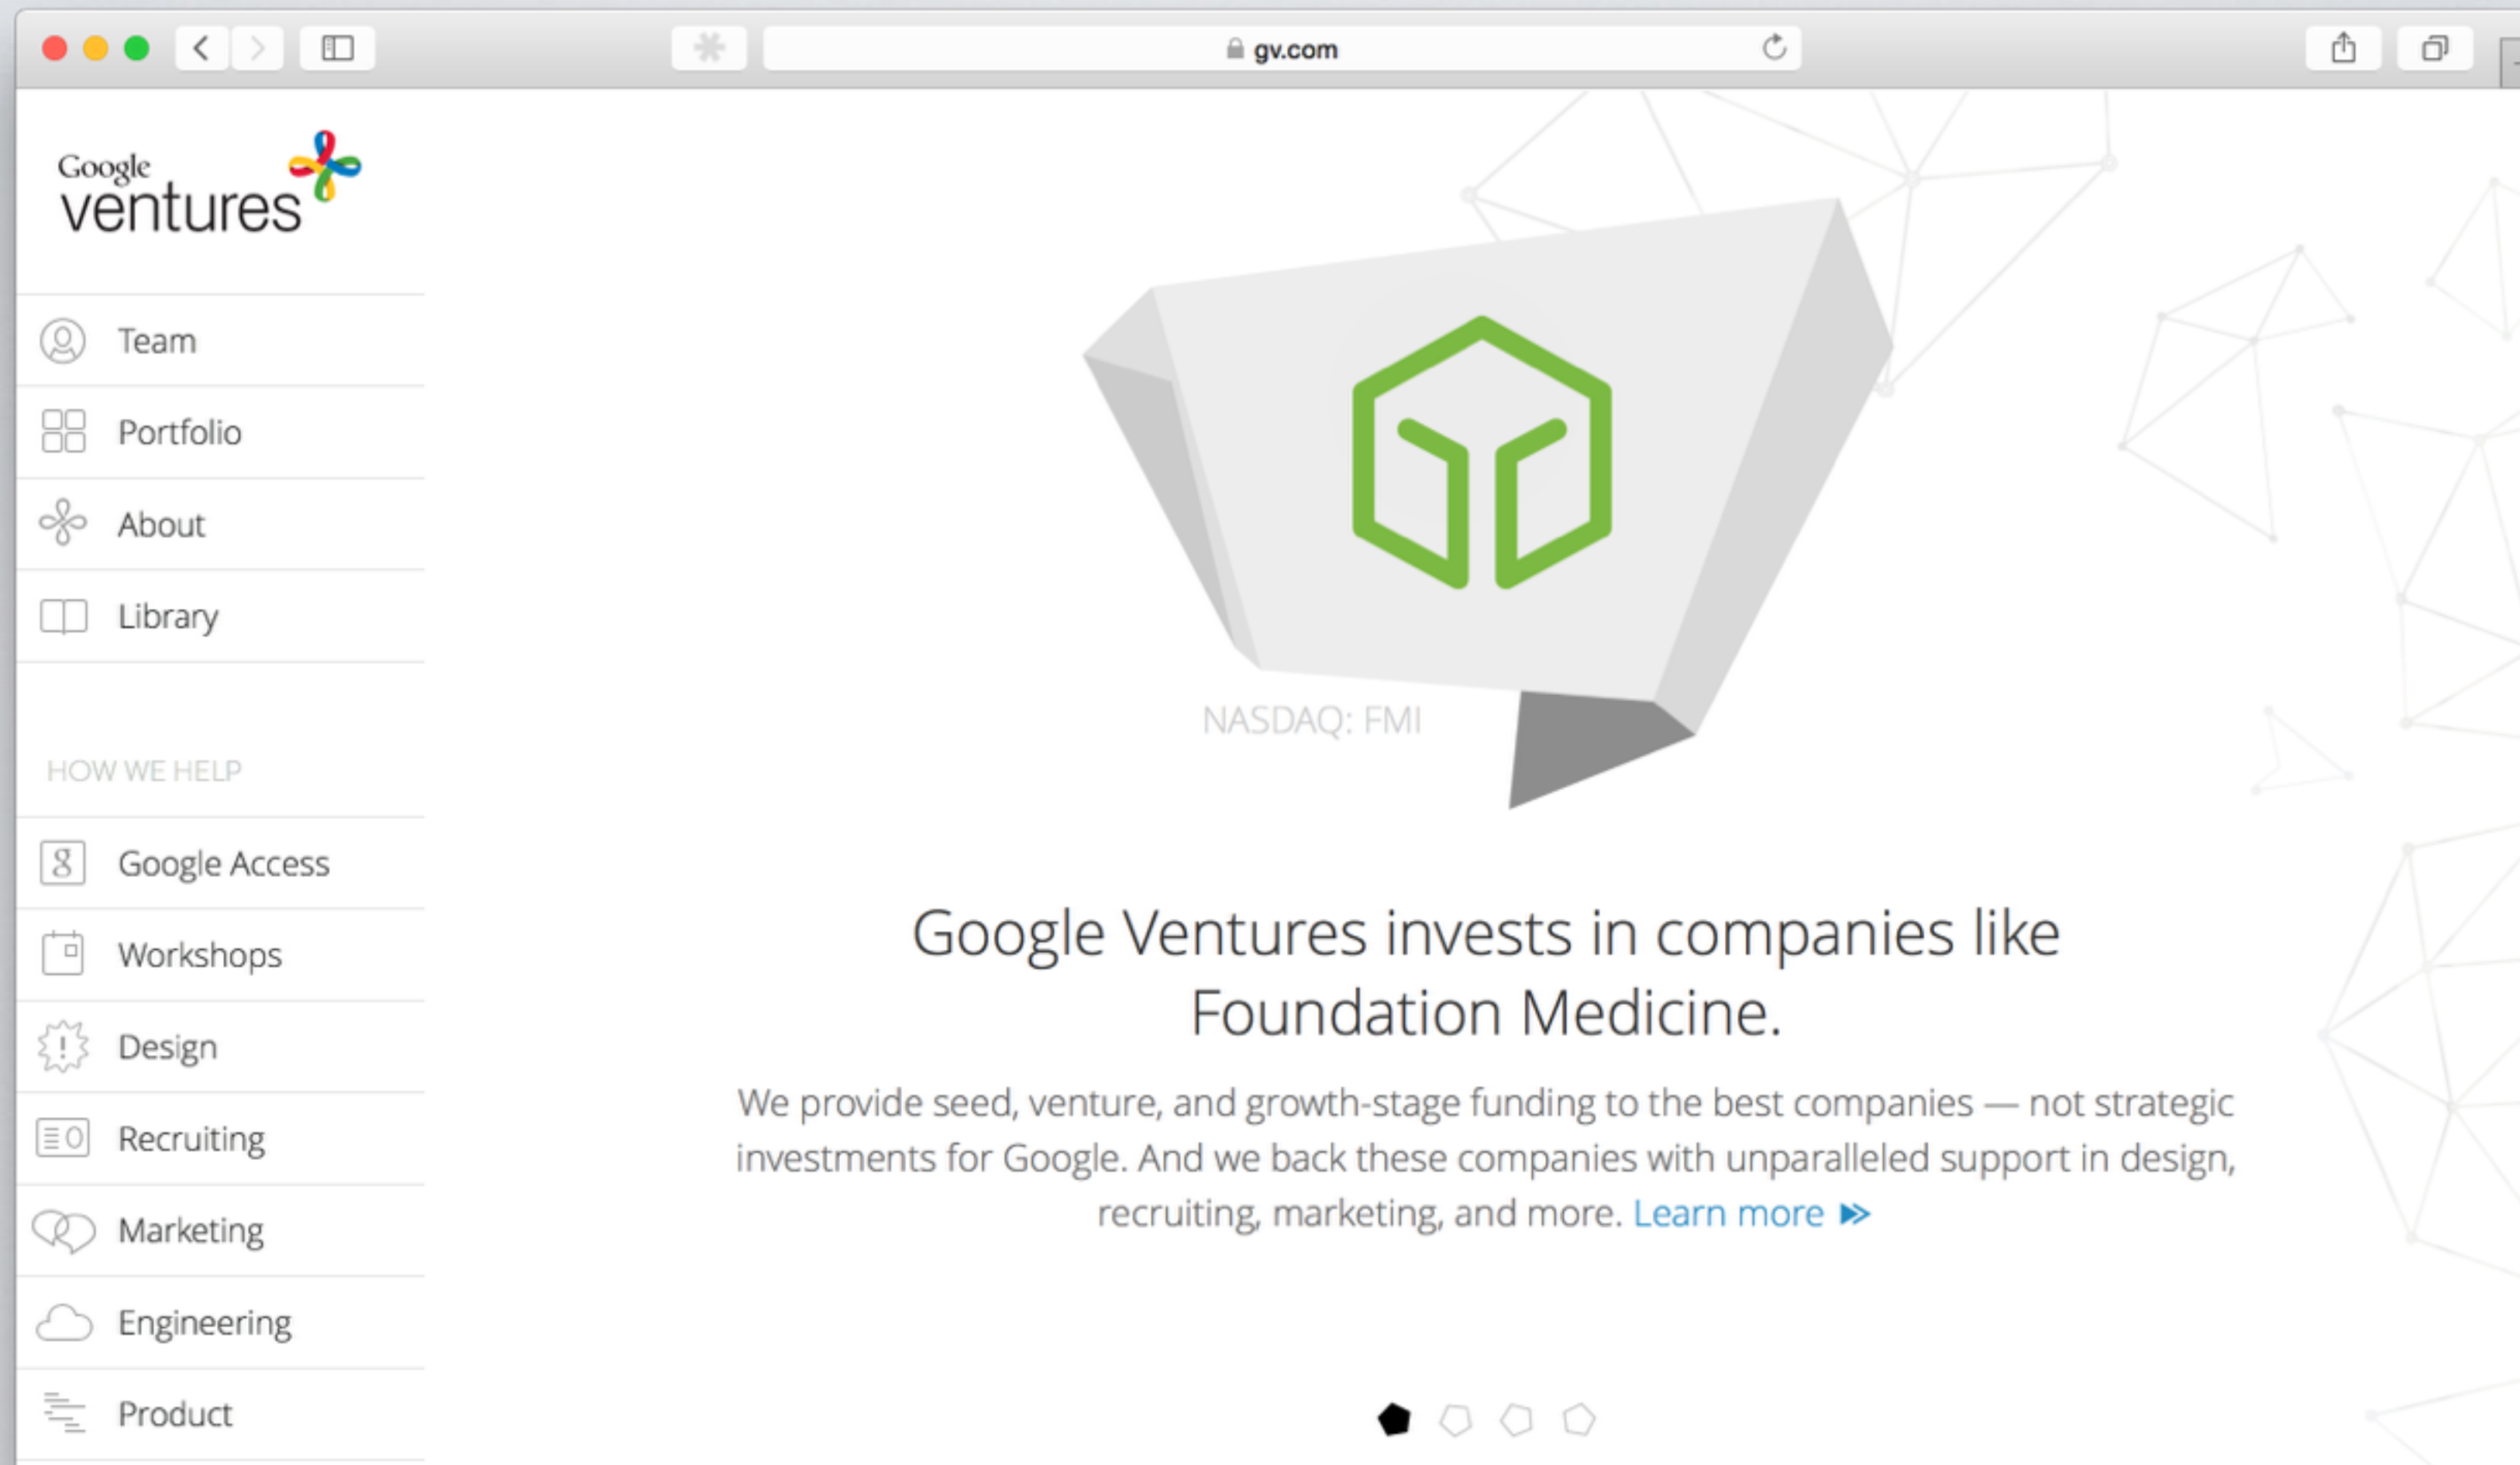 gv.com
Google
ventures
Team
Portfolio
About
Library
HOW WE HELP
Google Access
Workshops
Design
Recruiting
Marketing
Engineering
Product
NASDAQ: FMI
Google Ventures invests in companies like
Foundation Medicine.
We provide seed, venture, and growth-stage funding to the best companies — not strategic
investments for Google. And we back these companies with unparalleled support in design,
recruiting, marketing, and more. Learn more